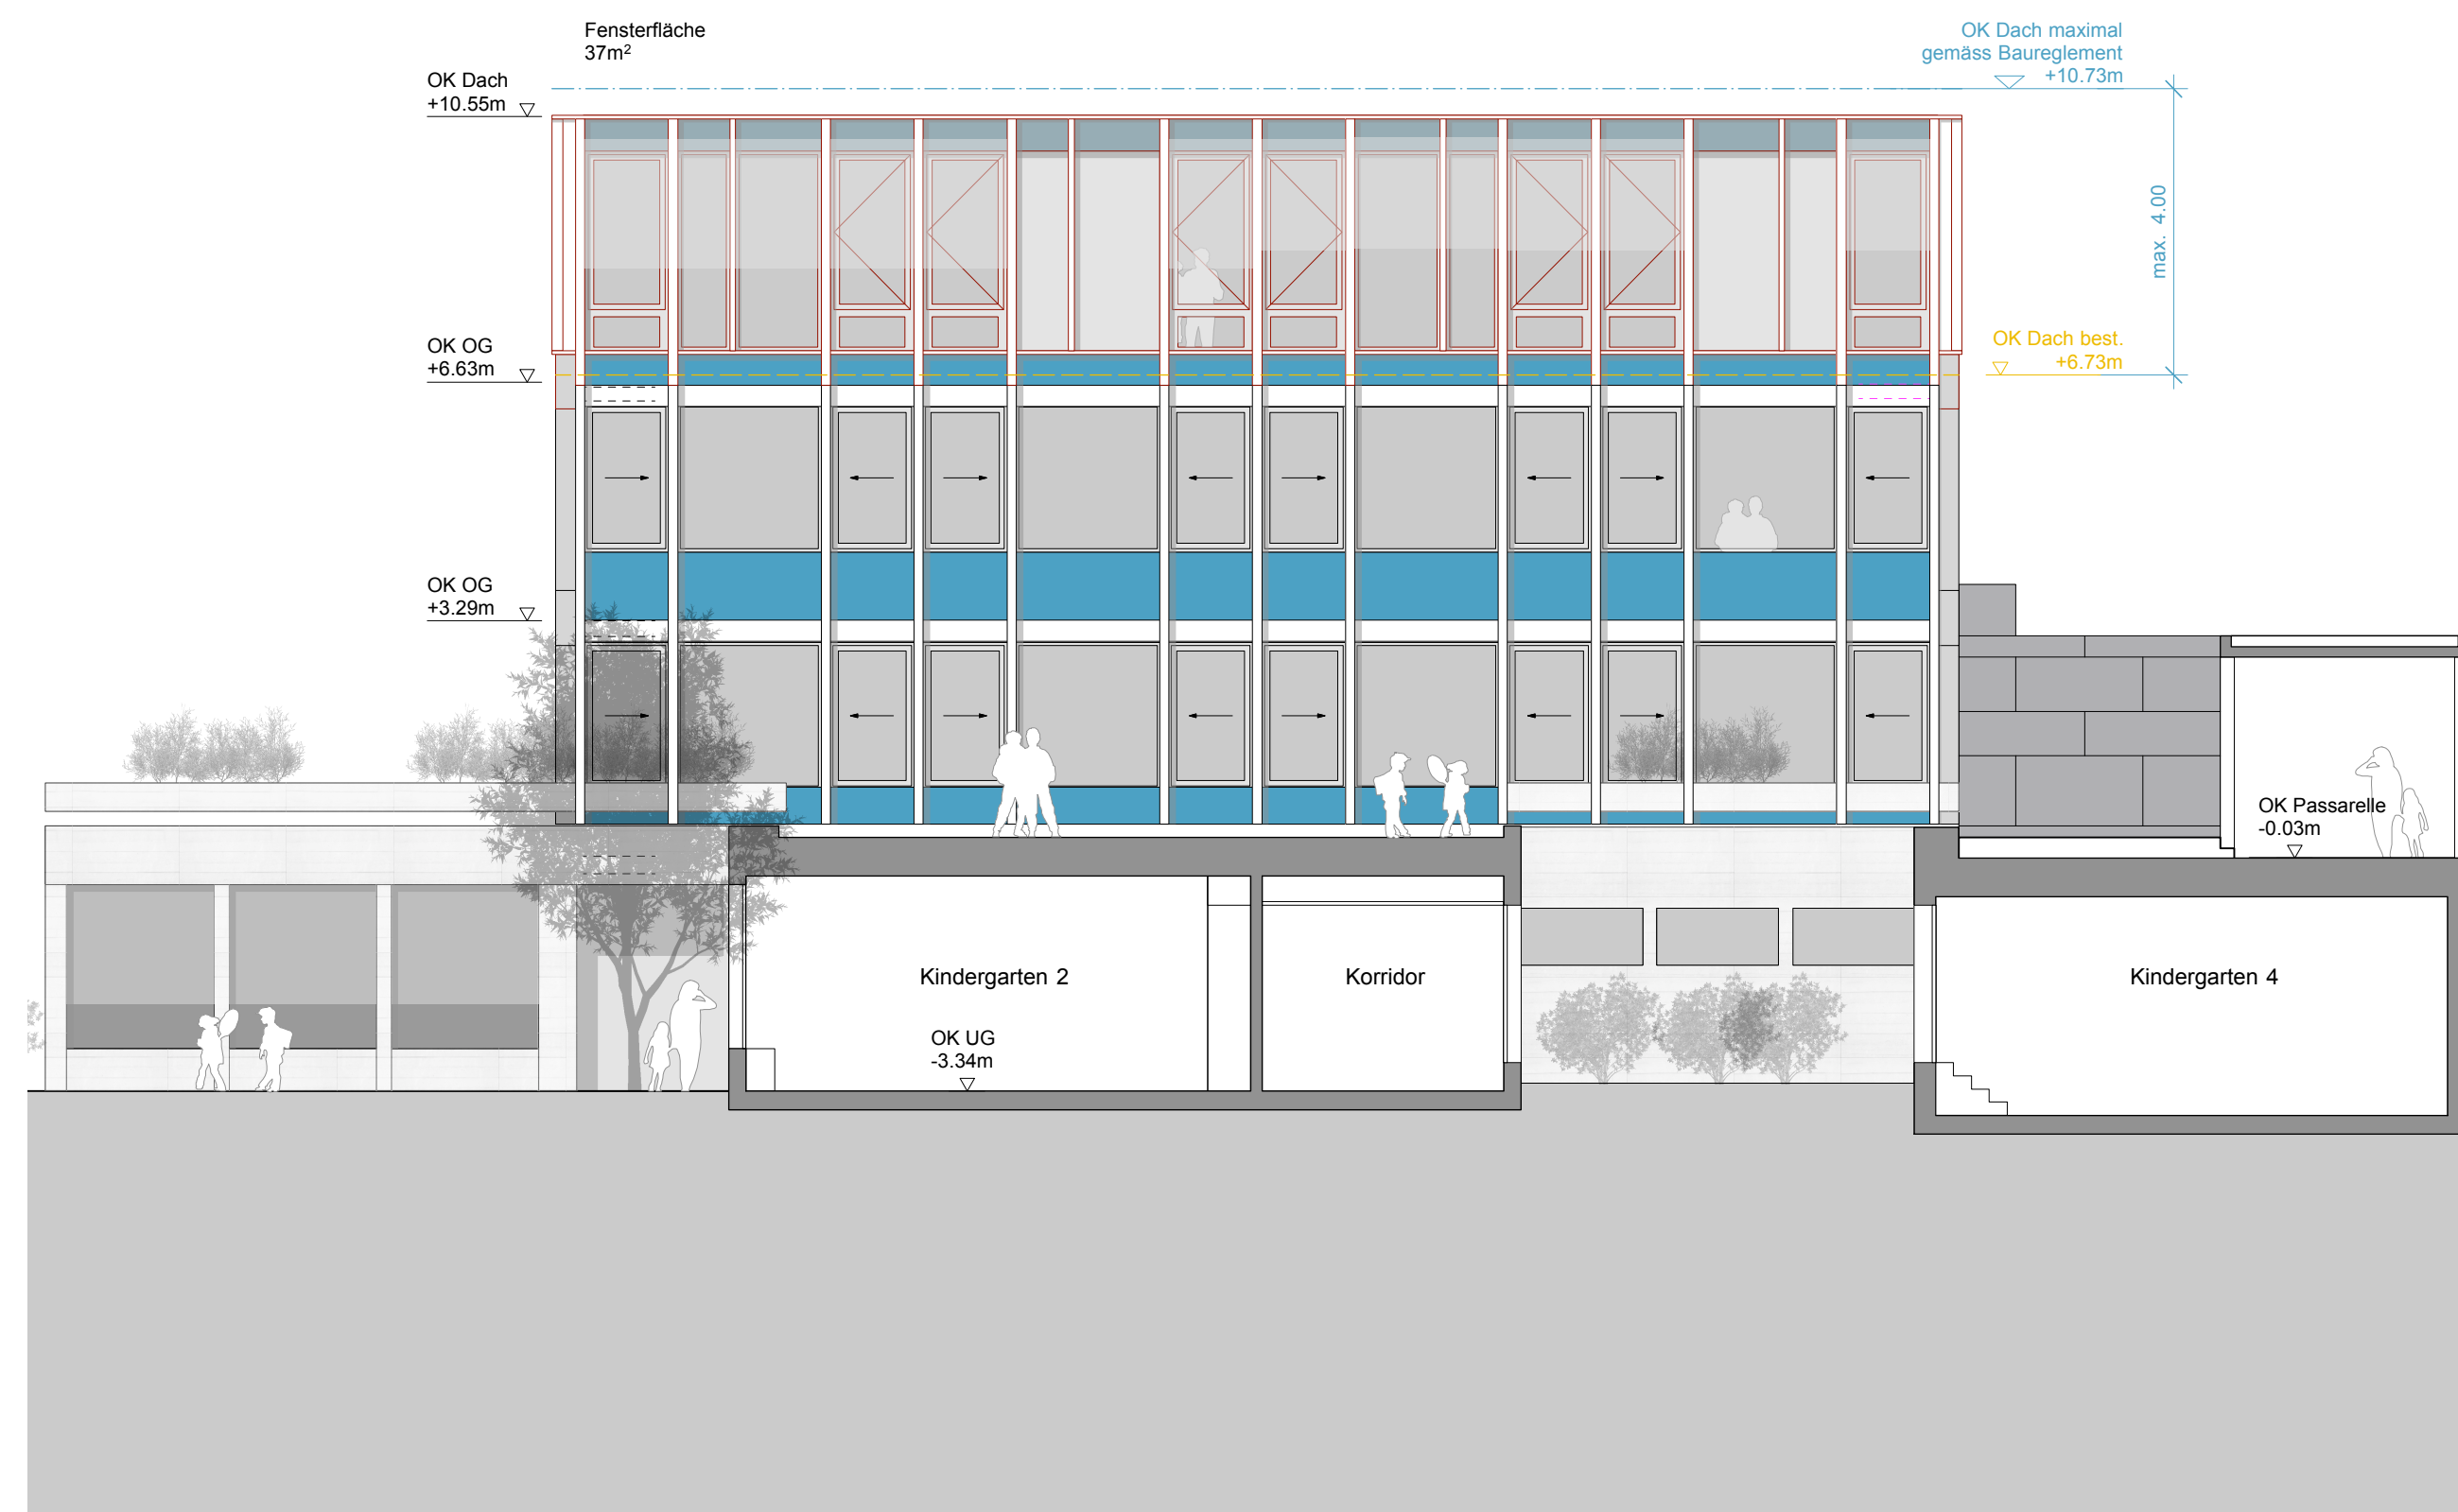 Fensterfläche
37m²
OK Dach maximal
gemäss Baureglement
+10.73m
OK Dach
+10.55m
max. 4.00
OK OG
+6.63m
OK Dach best.
+6.73m
OK OG
+3.29m
OK Passarelle
-0.03m
Kindergarten 2
Korridor
Kindergarten 4
OK UG
-3.34m